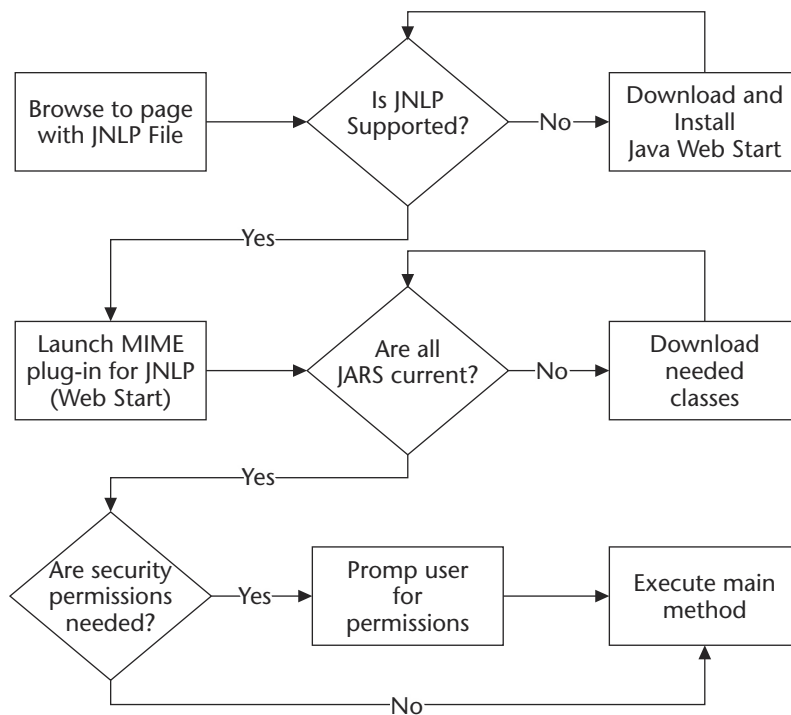 Browse to page
with JNLP File
Is JNLP
Supported?
No
Download and
Install
Java Web Start
Yes
Launch MIME
plug-in for JNLP
(Web Start)
Are all
JARS current?
No
Download
needed
classes
Yes
Are security
permissions
needed?
Yes
Promp user
for
permissions
Execute main
method
No